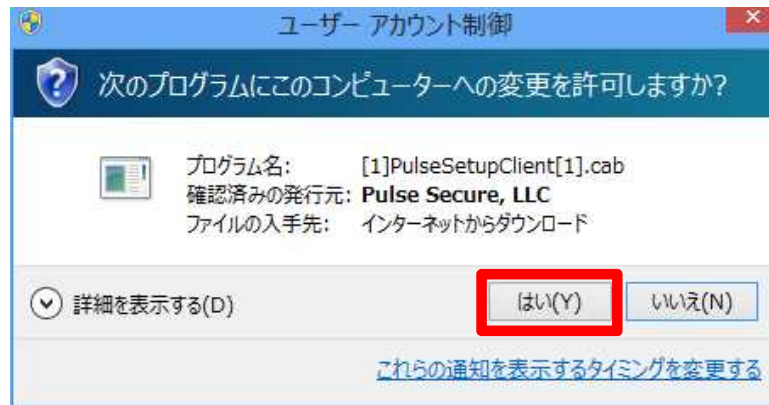 ユーザー アカウント制御
次のプログラムにこのコンピューターへの変更を許可しますか?
プログラム名: [1]PulseSetupClient[1].cab
確認済みの発行元: Pulse Secure, LLC
ファイルの入手先: インターネットからダウンロード
詳細を表示する(D) はい(Y) いいえ(N)
これらの通知を表示するタイミングを変更する